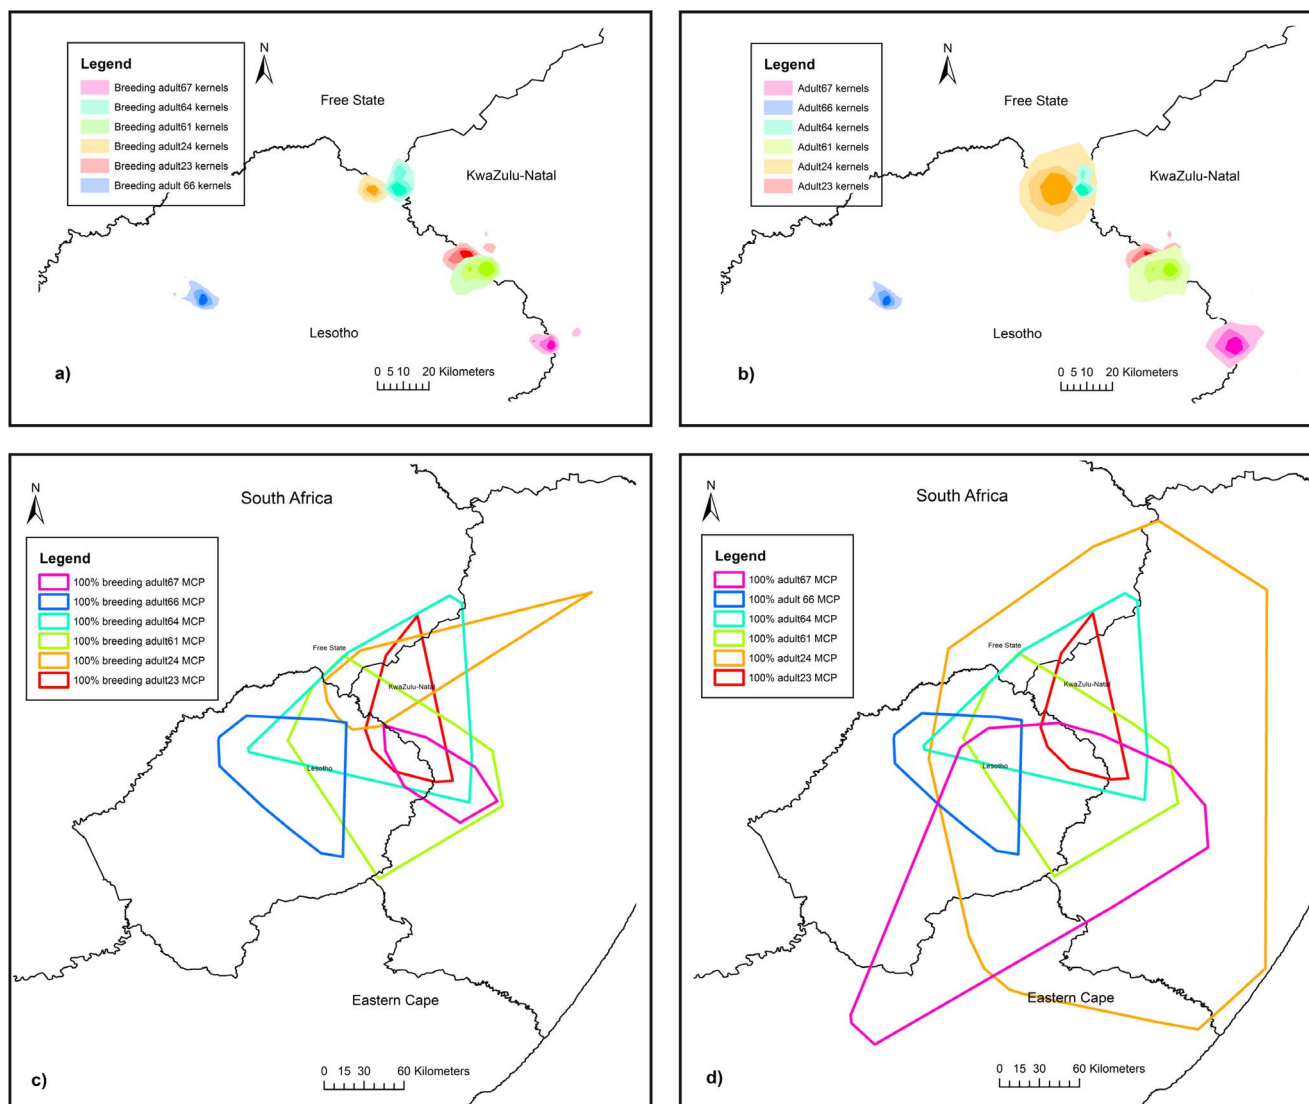 N
Legend
Breeding adult67 kernels
Breeding adult64 kernels
Breeding adult61 kernels
Breeding adult24 kernels
Breeding adult23 kernels
Breeding adult 66 kernels
Free State
KwaZulu-Natal
Lesotho
0 5 10 20 Kilometers
a)
N
Legend
Adult67 kernels
Adult66 kernels
Adult64 kernels
Adult61 kernels
Adult24 kernels
Adult23 kernels
Free State
KwaZulu-Natal
Lesotho
0 5 10 20 Kilometers
b)
N
South Africa
Legend
100% breeding adult67 MCP
100% breeding adult66 MCP
100% breeding adult64 MCP
100% breeding adult61 MCP
100% breeding adult24 MCP
100% breeding adult23 MCP
Free State
KwaZulu-Natal
Lesotho
Eastern Cape
0 15 30 60 Kilometers
c)
N
South Africa
Legend
100% adult67 MCP
100% adult 66 MCP
100% adult64 MCP
100% adult61 MCP
100% adult24 MCP
100% adult23 MCP
Free State
KwaZulu-Natal
Lesotho
Eastern Cape
0 15 30 60 Kilometers
d)